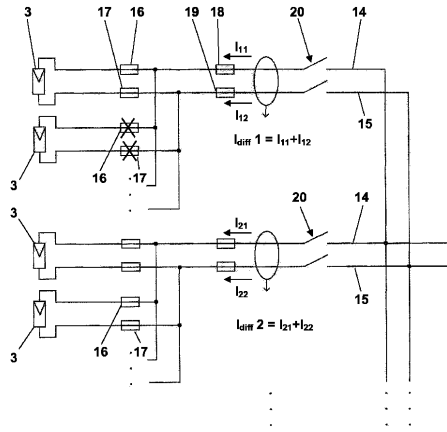 3 17 16 19 18 20 14
I11
I12
15
Idiff 1 = I11+I12
3 16 17
3 20 14
I21
I22
15
Idiff 2 = I21+I22
3 16 17